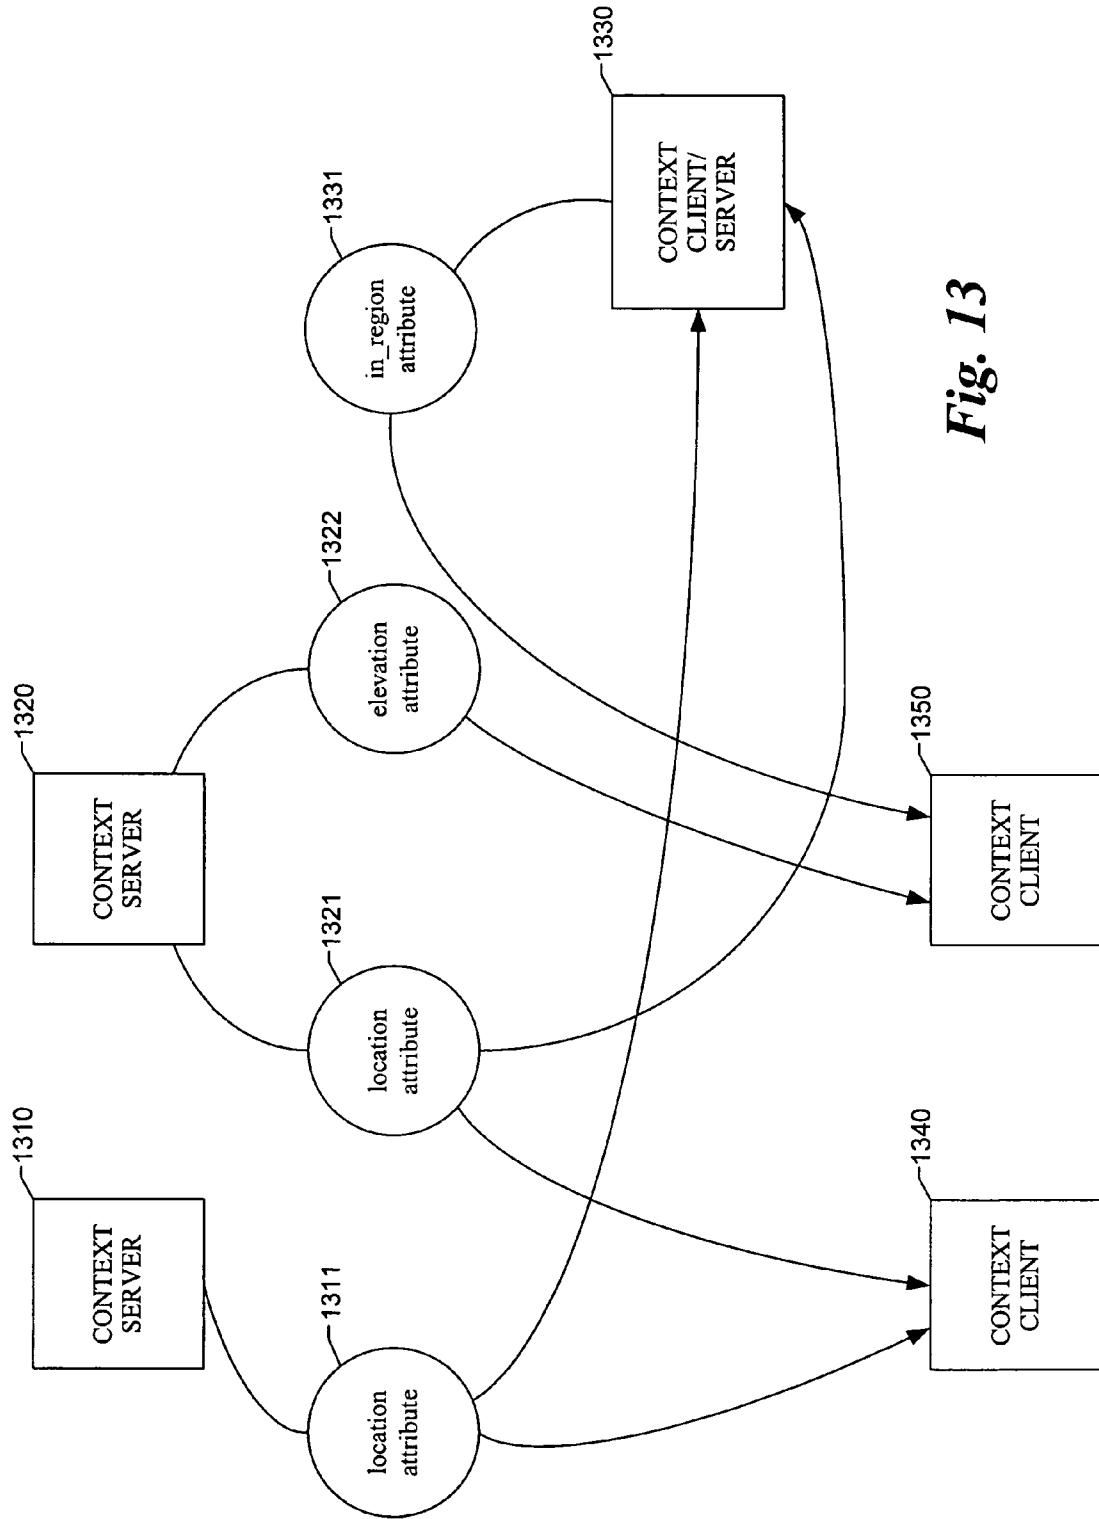 1310
CONTEXT
SERVER
1320
CONTEXT
SERVER
1311
location
attribute
1321
location
attribute
1322
elevation
attribute
1331
in_region
attribute
1330
CONTEXT
CLIENT/
SERVER
1340
CONTEXT
CLIENT
1350
CONTEXT
CLIENT
Fig. 13